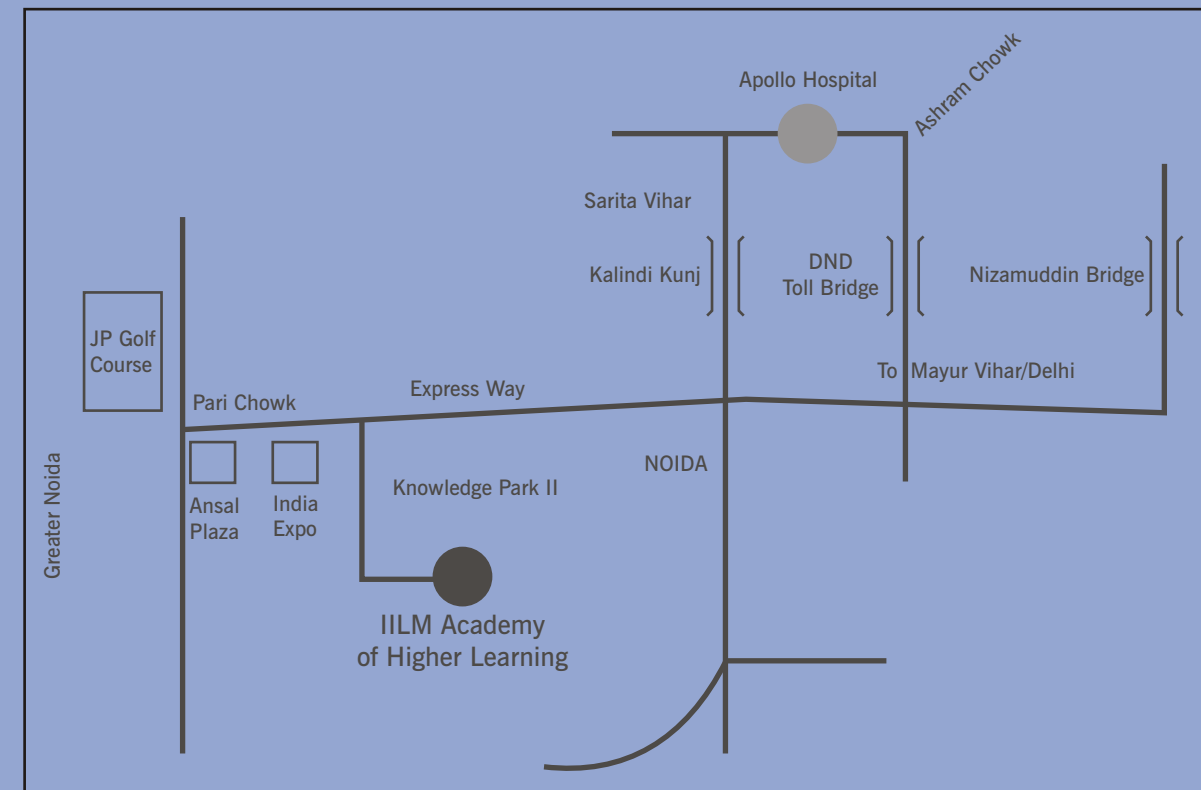 Ashram Chowk
Apollo Hospital
Sarita Vihar
Kalindi Kunj
DND
Toll Bridge
Nizamuddin Bridge
JP Golf
Course
To Mayur Vihar/Delhi
Express Way
Pari Chowk
NOIDA
Greater Noida
Knowledge Park II
Ansal
Plaza
India
Expo
IILM Academy
of Higher Learning